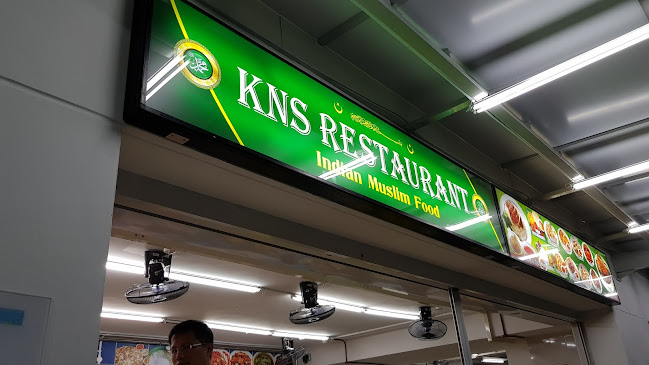 KNS RESTAURANT
Indian Muslim Food